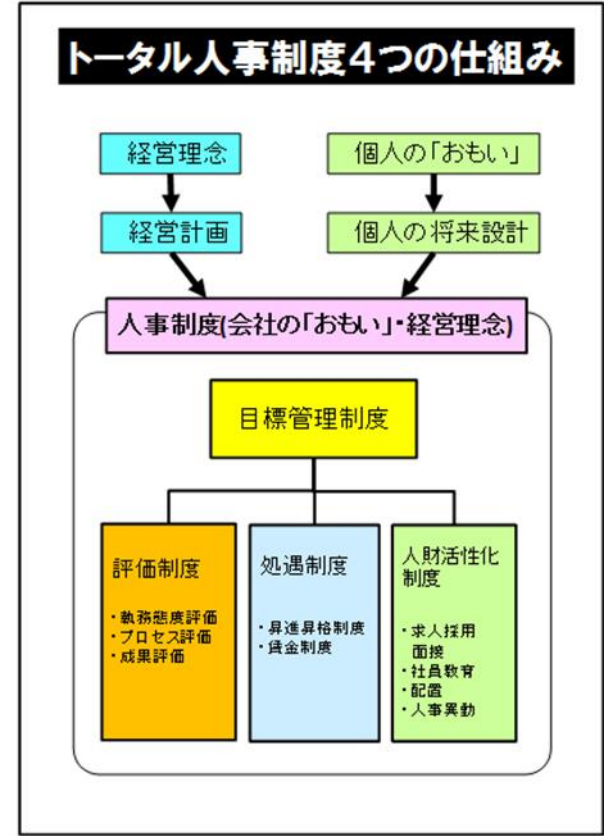 トータル人事制度４つの仕組み
経営理念
個人の「おもい」
経営計画
個人の将来設計
人事制度(会社の「おもい」・経営理念)
目標管理制度
評価制度
・執務態度評価
・プロセス評価
・成果評価
処遇制度
・昇進昇格制度
・賃金制度
人財活性化
制度
・求人採用
面接
・社員教育
・配置
・人事異動